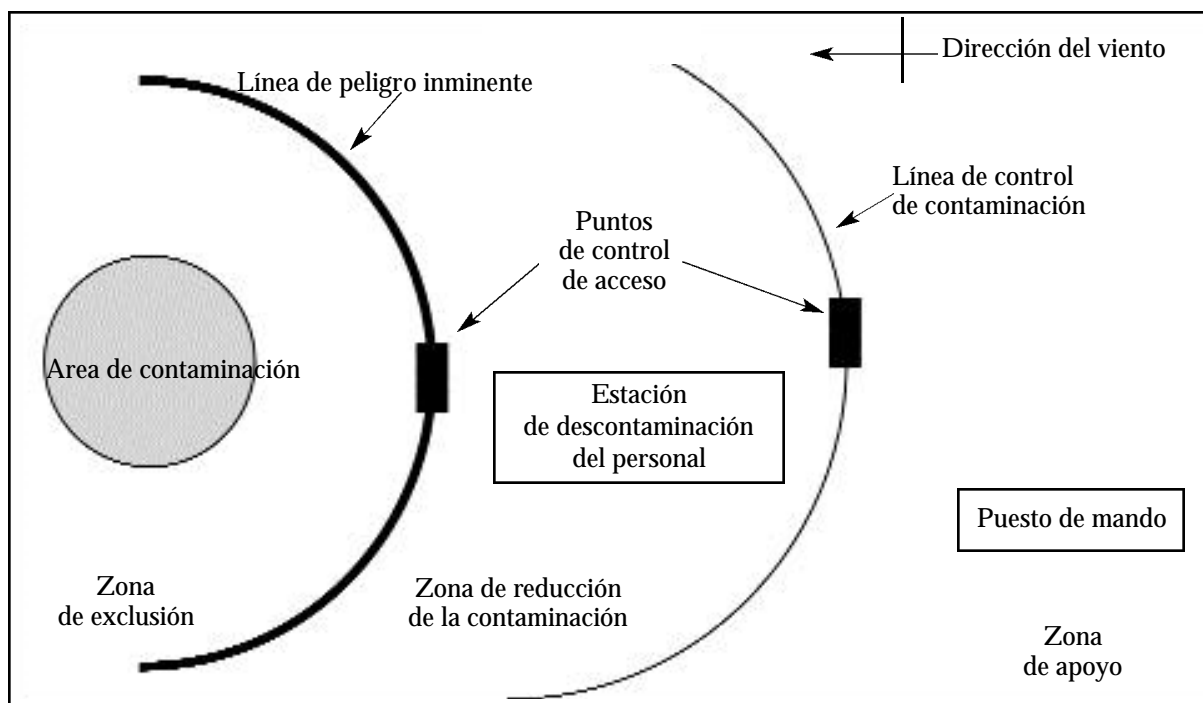 Dirección del viento
Línea de peligro inminente
Línea de control
de contaminación
Puntos
de control
de acceso
Area de contaminación
Estación
de descontaminación
del personal
Puesto de mando
Zona
de exclusión
Zona de reducción
de la contaminación
Zona
de apoyo